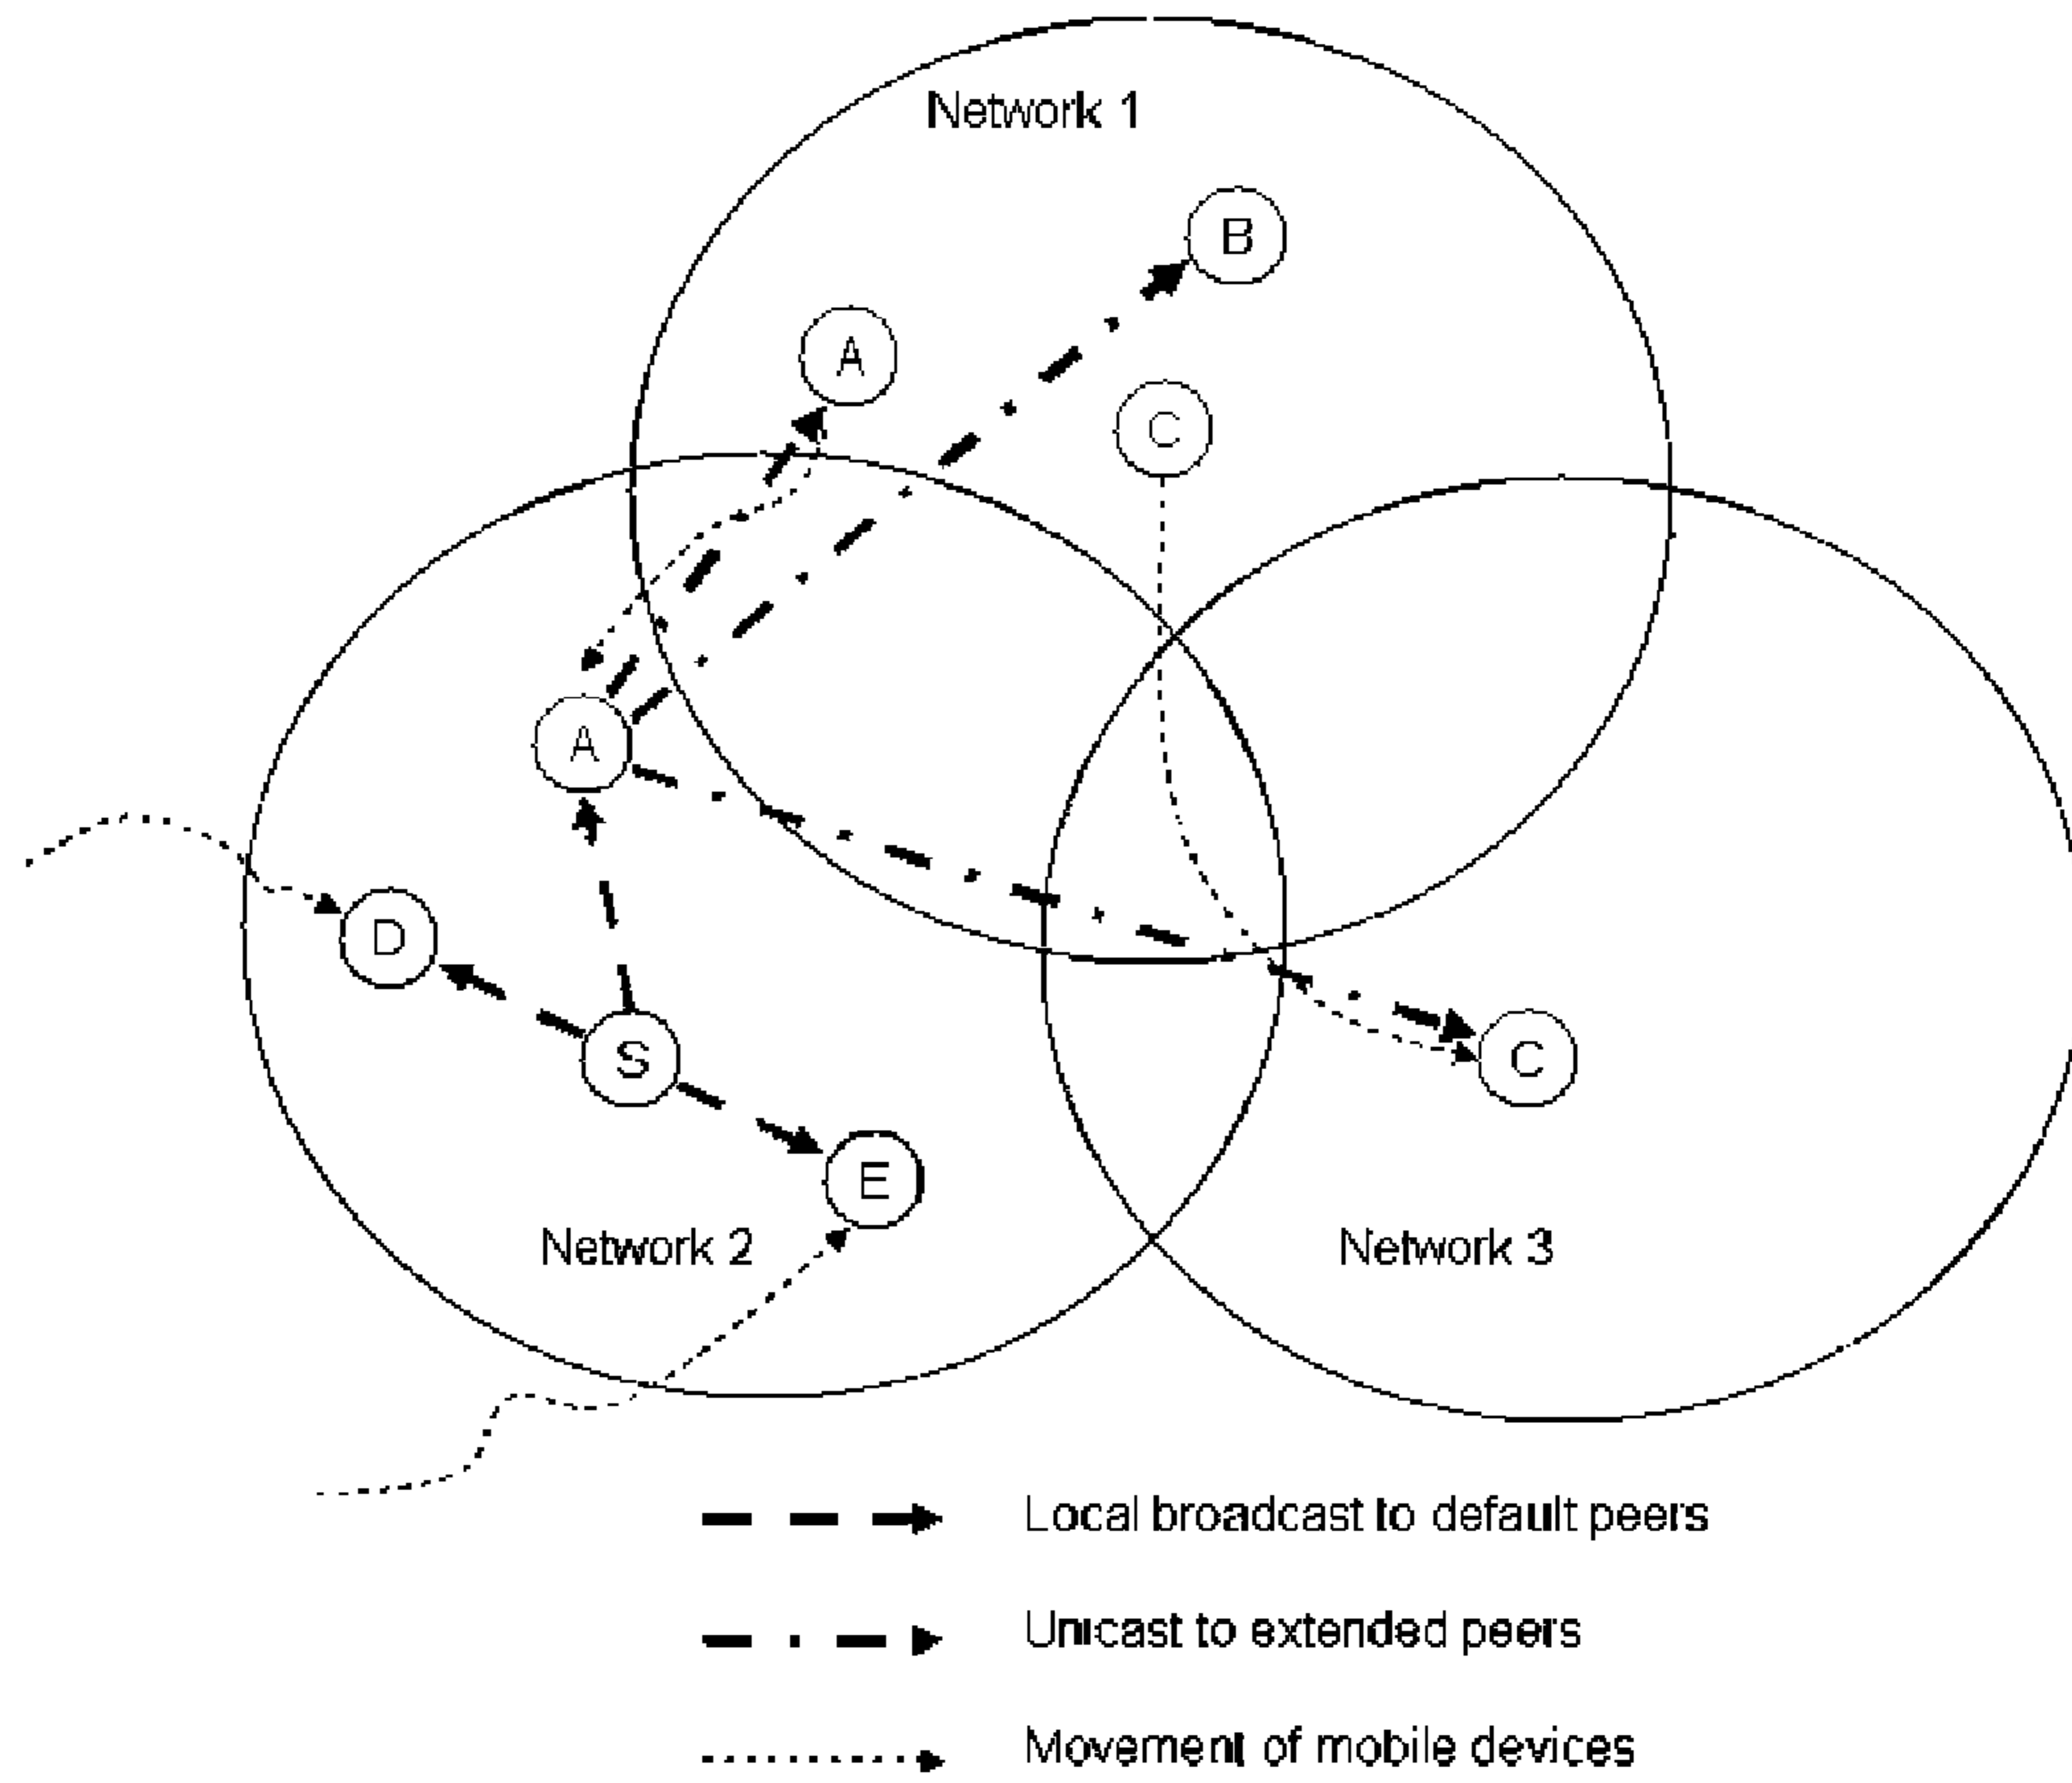 Network 1
B
A
C
A
D
S
C
E
Network 2
Network 3
Local broadcast to default peers
Unicast to extended peers
Movement of mobile devices